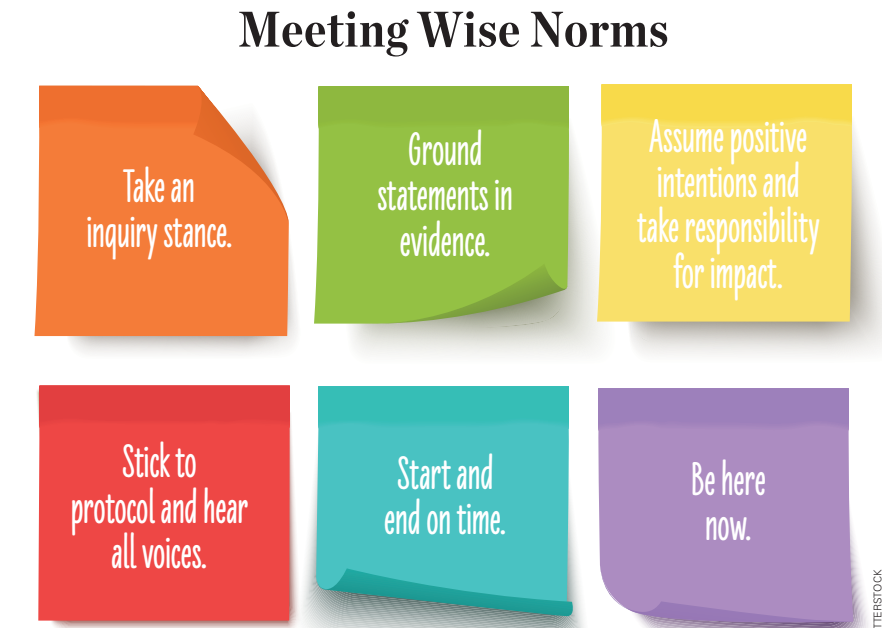 Meeting Wise Norms
Take an
inquiry stance.
Ground
statements in
evidence.
Assume positive
intentions and
take responsibility
for impact.
Stick to
protocol and hear
all voices.
Start and
end on time.
Be here
now.
TTERSTOCK